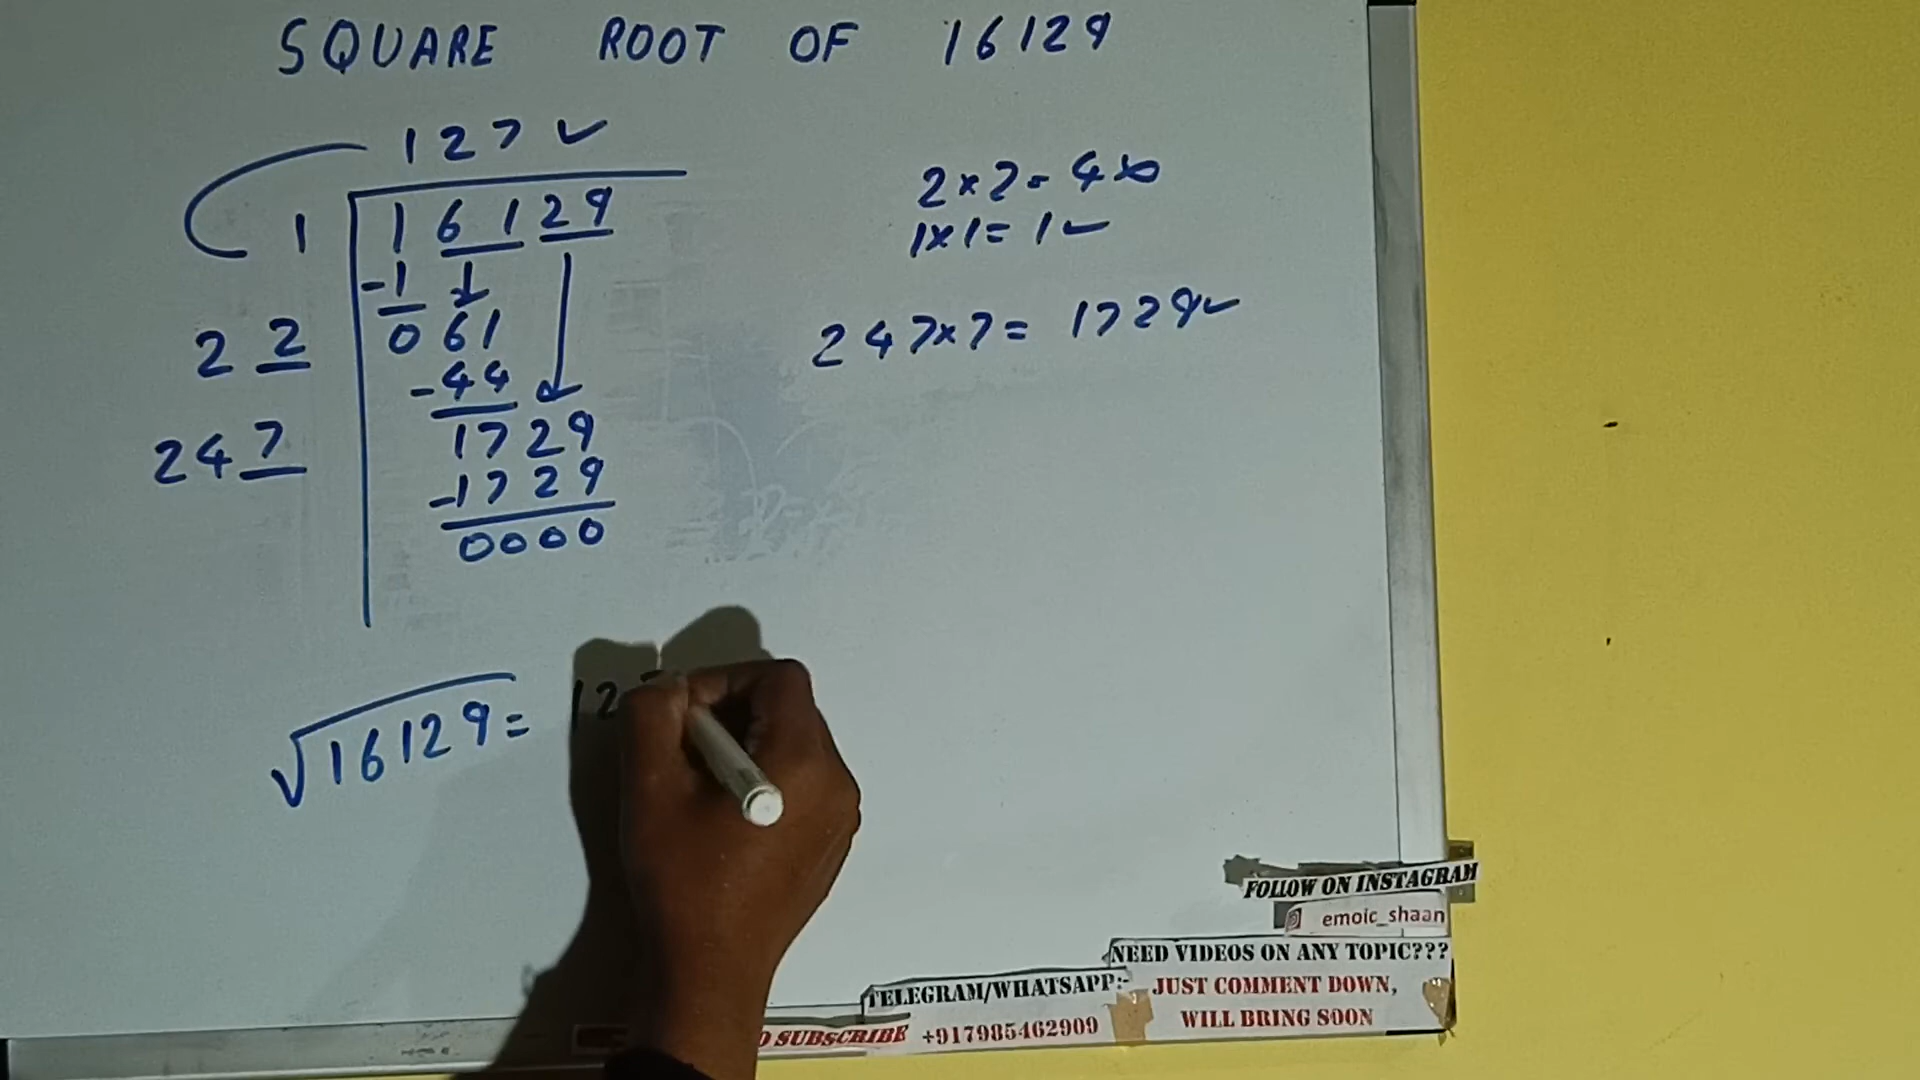 SQUARE ROOT OF 16129
127 ✓
1 16129
-1
061
22
-44
1729
247
-1729
0000
2×2=4×
1×1=1✓
247×7=1729✓
√16129= 12
FOLLOW ON INSTAGRAM
emoic_shaan
NEED VIDEOS ON ANY TOPIC???
JUST COMMENT DOWN,
WILL BRING SOON
TELEGRAM/WHATSAPP:-
+917985462909
SUBSCRIBE